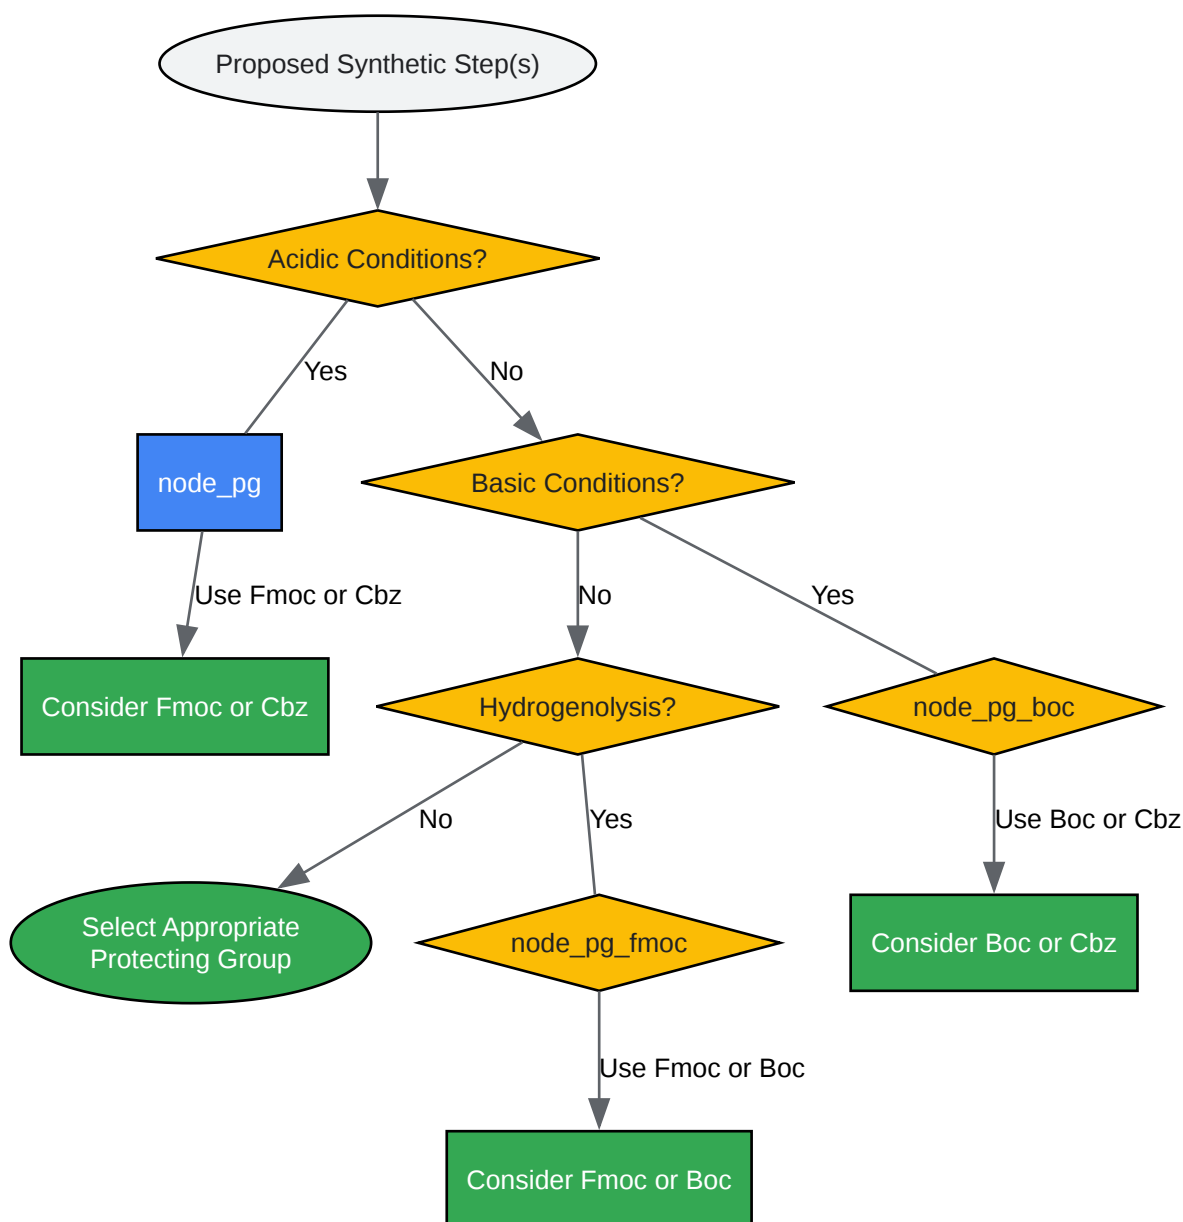 Proposed Synthetic Step(s)
Acidic Conditions?
Yes
No
node_pg
Basic Conditions?
Use Fmoc or Cbz
No
Yes
Consider Fmoc or Cbz
Hydrogenolysis?
node_pg_boc
No
Yes
Use Boc or Cbz
Select Appropriate
Protecting Group
node_pg_fmoc
Consider Boc or Cbz
Use Fmoc or Boc
Consider Fmoc or Boc